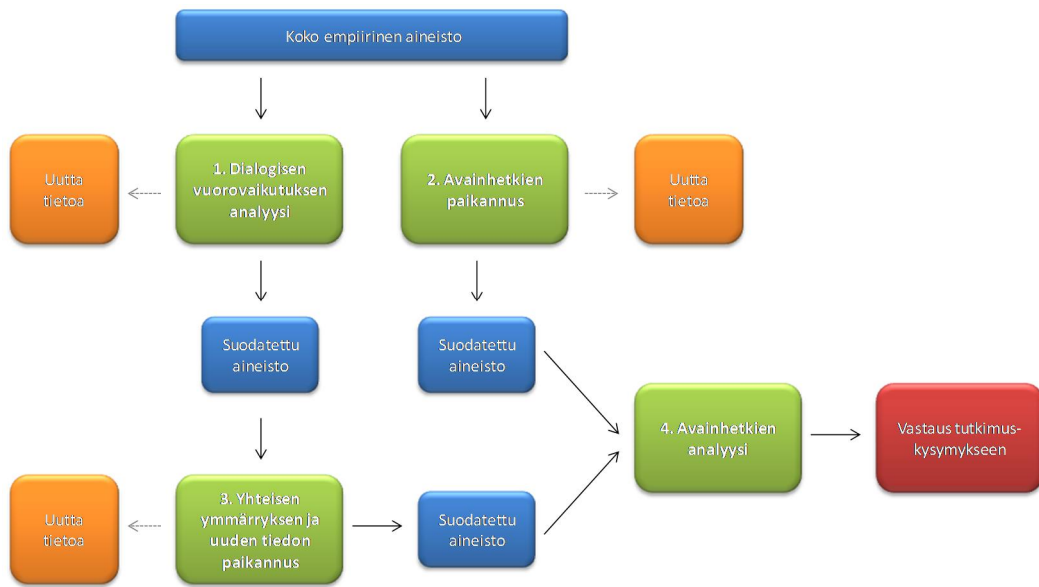 Koko empiirinen aineisto
Uutta
tietoa
1. Dialogisen
vuorovaikutuksen
analyysi
2. Avainhetkien
paikannus
Uutta
tietoa
Suodatettu
aineisto
Suodatettu
aineisto
4. Avainhetkien
analyysi
Vastaus tutkimus-
kysymykseen
Uutta
tietoa
3. Yhteisen
ymmärryksen ja
uuden tiedon
paikannus
Suodatettu
aineisto